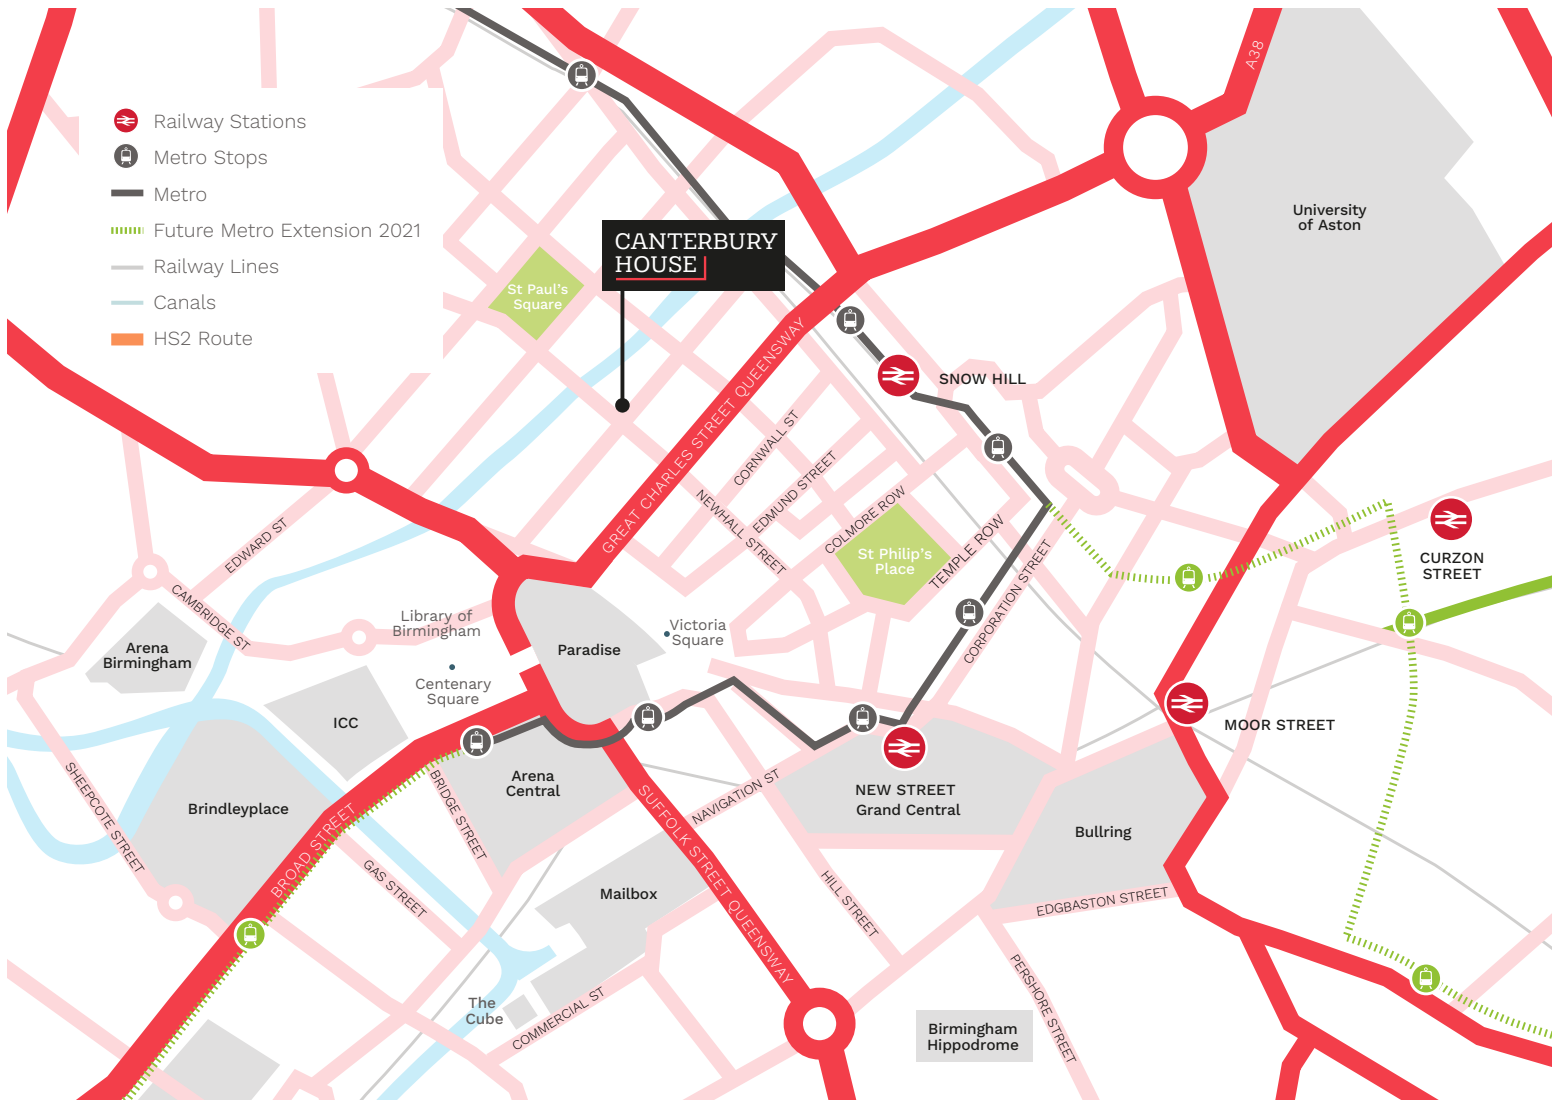 Railway Stations
Metro Stops
Metro
Future Metro Extension 2021
Railway Lines
Canals
HS2 Route
A38
University
of Aston
CANTERBURY
HOUSE
St Paul's
Square
GREAT CHARLES STREET QUEENSWAY
SNOW HILL
CORNWALL ST
EDMUND STREET
NEWHALL STREET
COLMORE ROW
St Philip's
Place
TEMPLE ROW
CORPORATION STREET
CURZON
STREET
EDWARD ST
CAMBRIDGE ST
Library of
Birmingham
Victoria
Square
Paradise
Arena
Birmingham
Centenary
Square
ICC
MOOR STREET
SHEEPCOTE STREET
Brindleyplace
BROAD STREET
BRIDGE STREET
Arena
Central
SUFFOLK STREET QUEENSWAY
NAVIGATION ST
NEW STREET
Grand Central
Bullring
GAS STREET
Mailbox
HILL STREET
EDGBASTON STREET
The
Cube
COMMERCIAL ST
PERSHORE STREET
Birmingham
Hippodrome